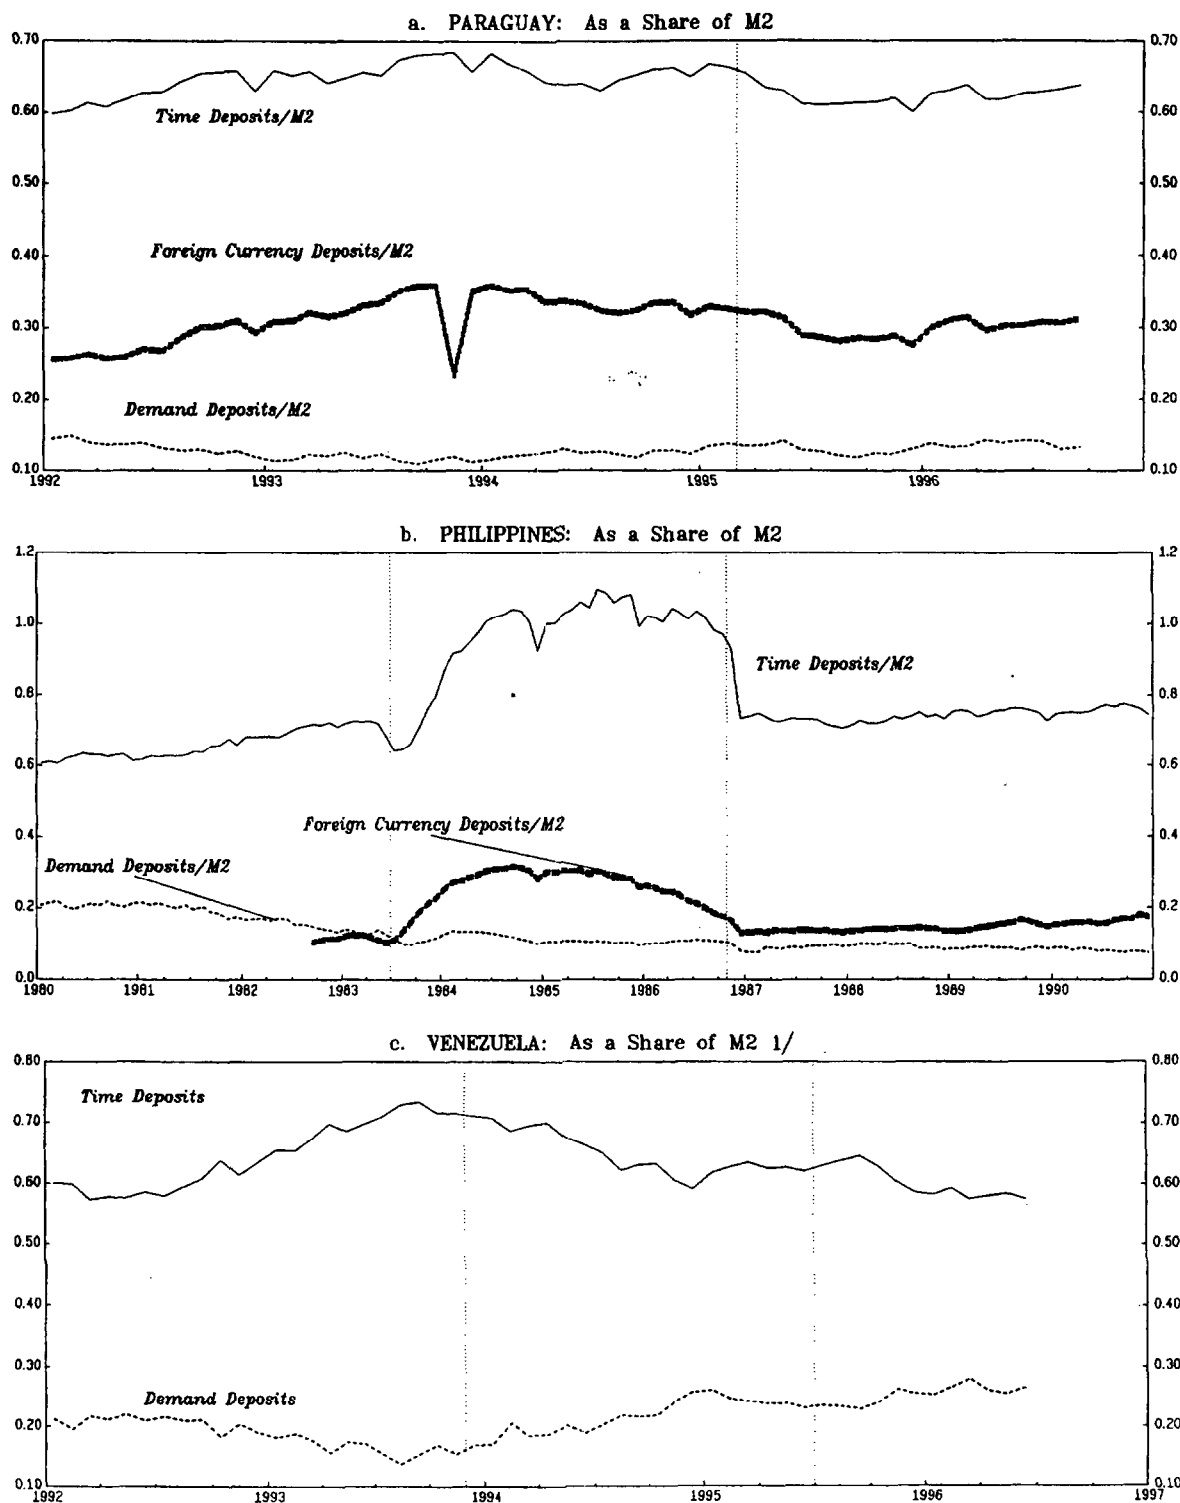 a. PARAGUAY: As a Share of M2
0.70 0.70
Time Deposits/M2
0.60 0.60
0.50 0.50
Foreign Currency Deposits/M2
0.40 0.40
0.30 0.30
Demand Deposits/M2
0.20 0.20
0.10 0.10
1992 1993 1994 1995 1996
b. PHILIPPINES: As a Share of M2
1.2 1.2
1.0 1.0
Time Deposits/M2
0.8 0.8
0.6 0.6
Foreign Currency Deposits/M2
0.4 0.4
Demand Deposits/M2
0.2 0.2
0.0 0.0
1980 1981 1982 1983 1984 1985 1986 1987 1988 1989 1990
c. VENEZUELA: As a Share of M2 1/
0.80 0.80
Time Deposits
0.70 0.70
0.60 0.60
0.50 0.50
0.40 0.40
0.30 0.30
Demand Deposits
0.20 0.20
0.10 0.10
1992 1993 1994 1995 1996 1997